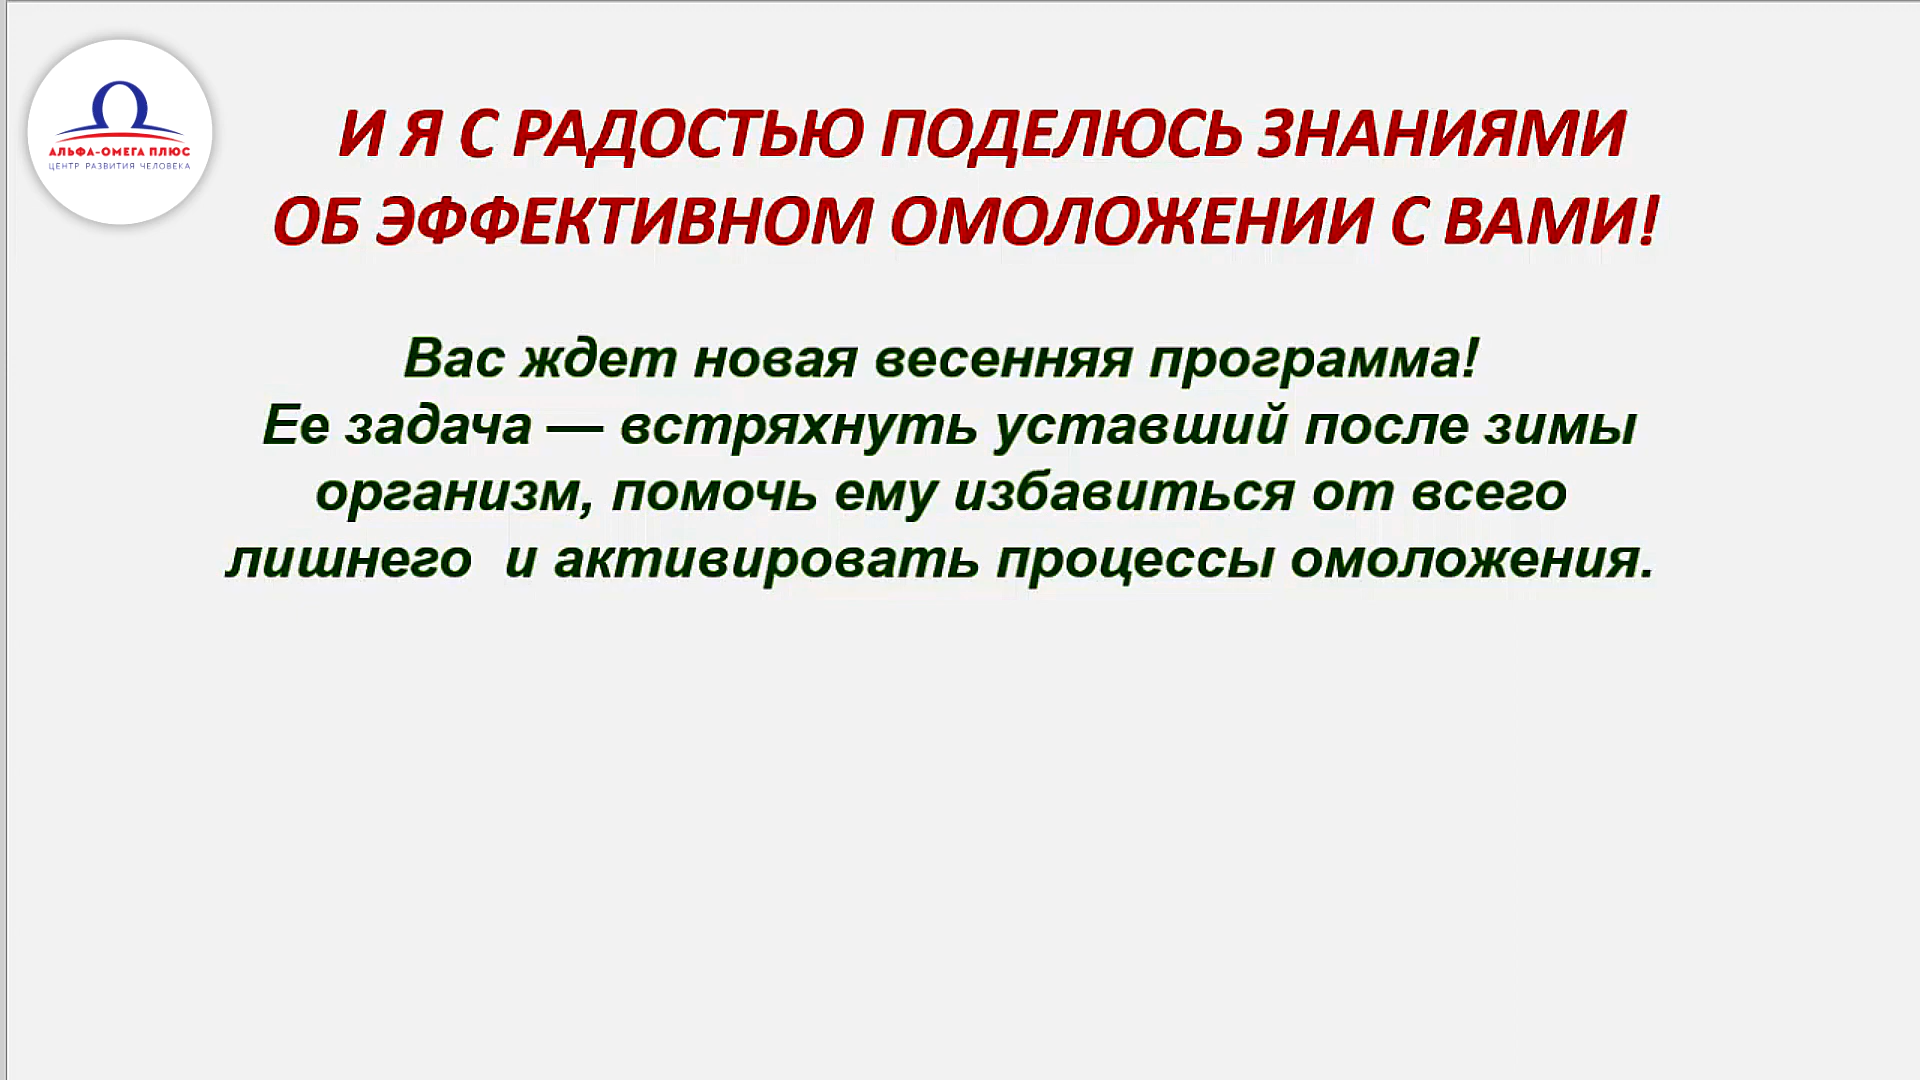 АЛЬФА-ОМЕГА ПЛЮС
ЦЕНТР РАЗВИТИЯ ЧЕЛОВЕКА
И Я С РАДОСТЬЮ ПОДЕЛЮСЬ ЗНАНИЯМИ
ОБ ЭФФЕКТИВНОМ ОМОЛОЖЕНИИ С ВАМИ!
Вас ждет новая весенняя программа!
Ее задача — встряхнуть уставший после зимы
организм, помочь ему избавиться от всего
лишнего  и активировать процессы омоложения.